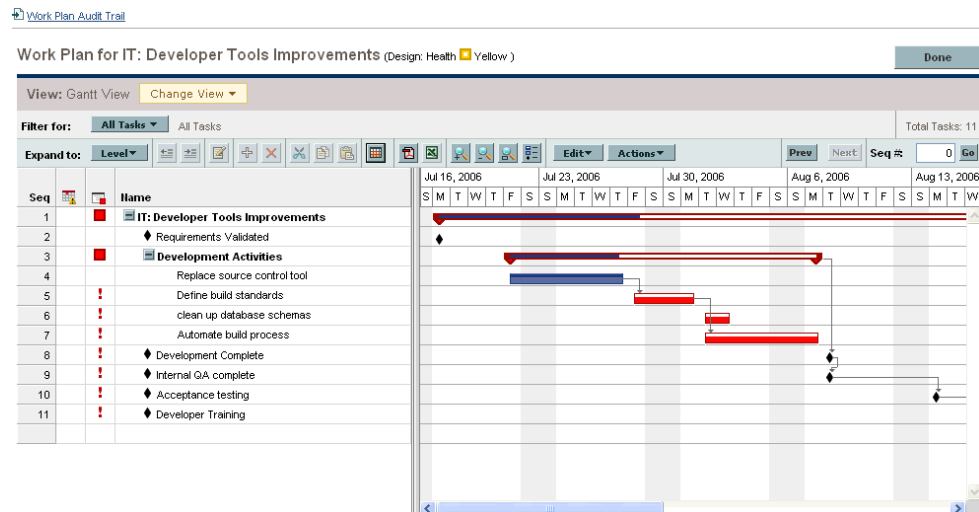 Work Plan Audit Trail
Work Plan for IT: Developer Tools Improvements (Design: Health Yellow )
Done
View: Gantt View Change View
Filter for: All Tasks All Tasks Total Tasks: 11
Expand to: Level Edit Actions Prev Next Seq #: 0 Go
Jul 16, 2006 Jul 23, 2006 Jul 30, 2006 Aug 6, 2006 Aug 13, 2006
Seq Name S M T W T F S S M T W T F S S M T W T F S S M T W T F S S M T W
1 IT: Developer Tools Improvements
2 Requirements Validated
3 Development Activities
4 Replace source control tool
5 ! Define build standards
6 ! clean up database schemas
7 ! Automate build process
8 ! Development Complete
9 ! Internal QA complete
10 ! Acceptance testing
11 ! Developer Training